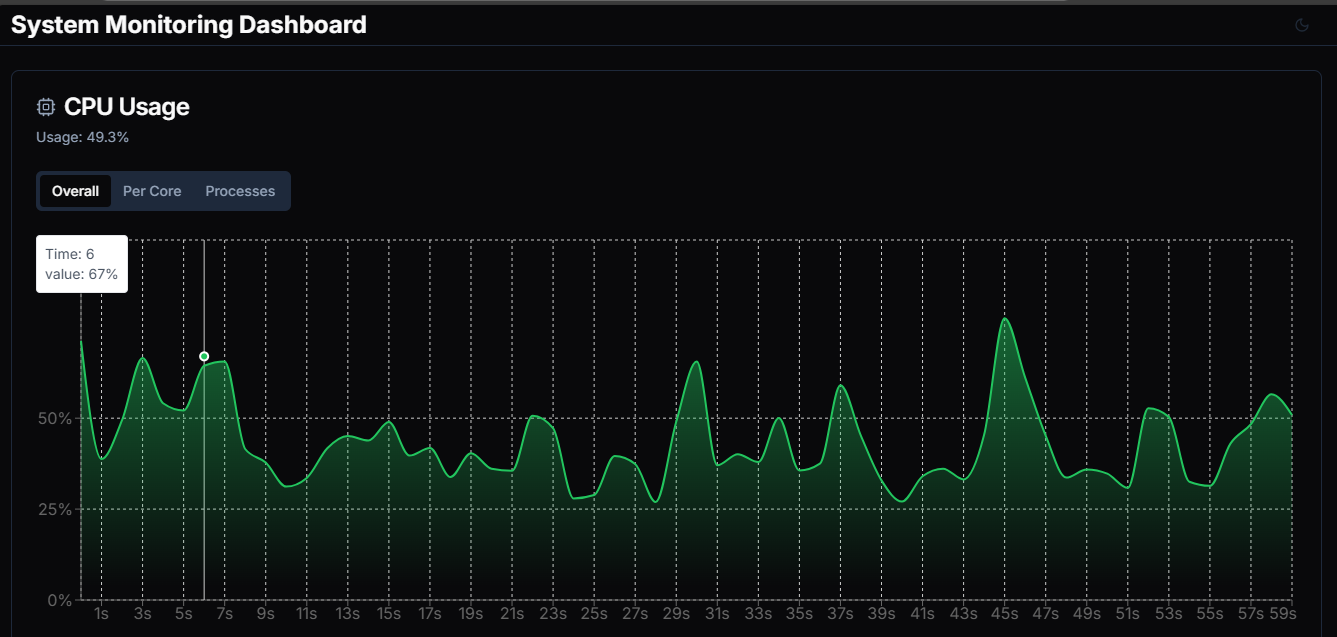 System Monitoring Dashboard
CPU Usage
Usage: 49.3%
Overall Per Core Processes
Time: 6
value: 67%
50%
25%
0%
1s 3s 5s 7s 9s 11s 13s 15s 17s 19s 21s 23s 25s 27s 29s 31s 33s 35s 37s 39s 41s 43s 45s 47s 49s 51s 53s 55s 57s 59s